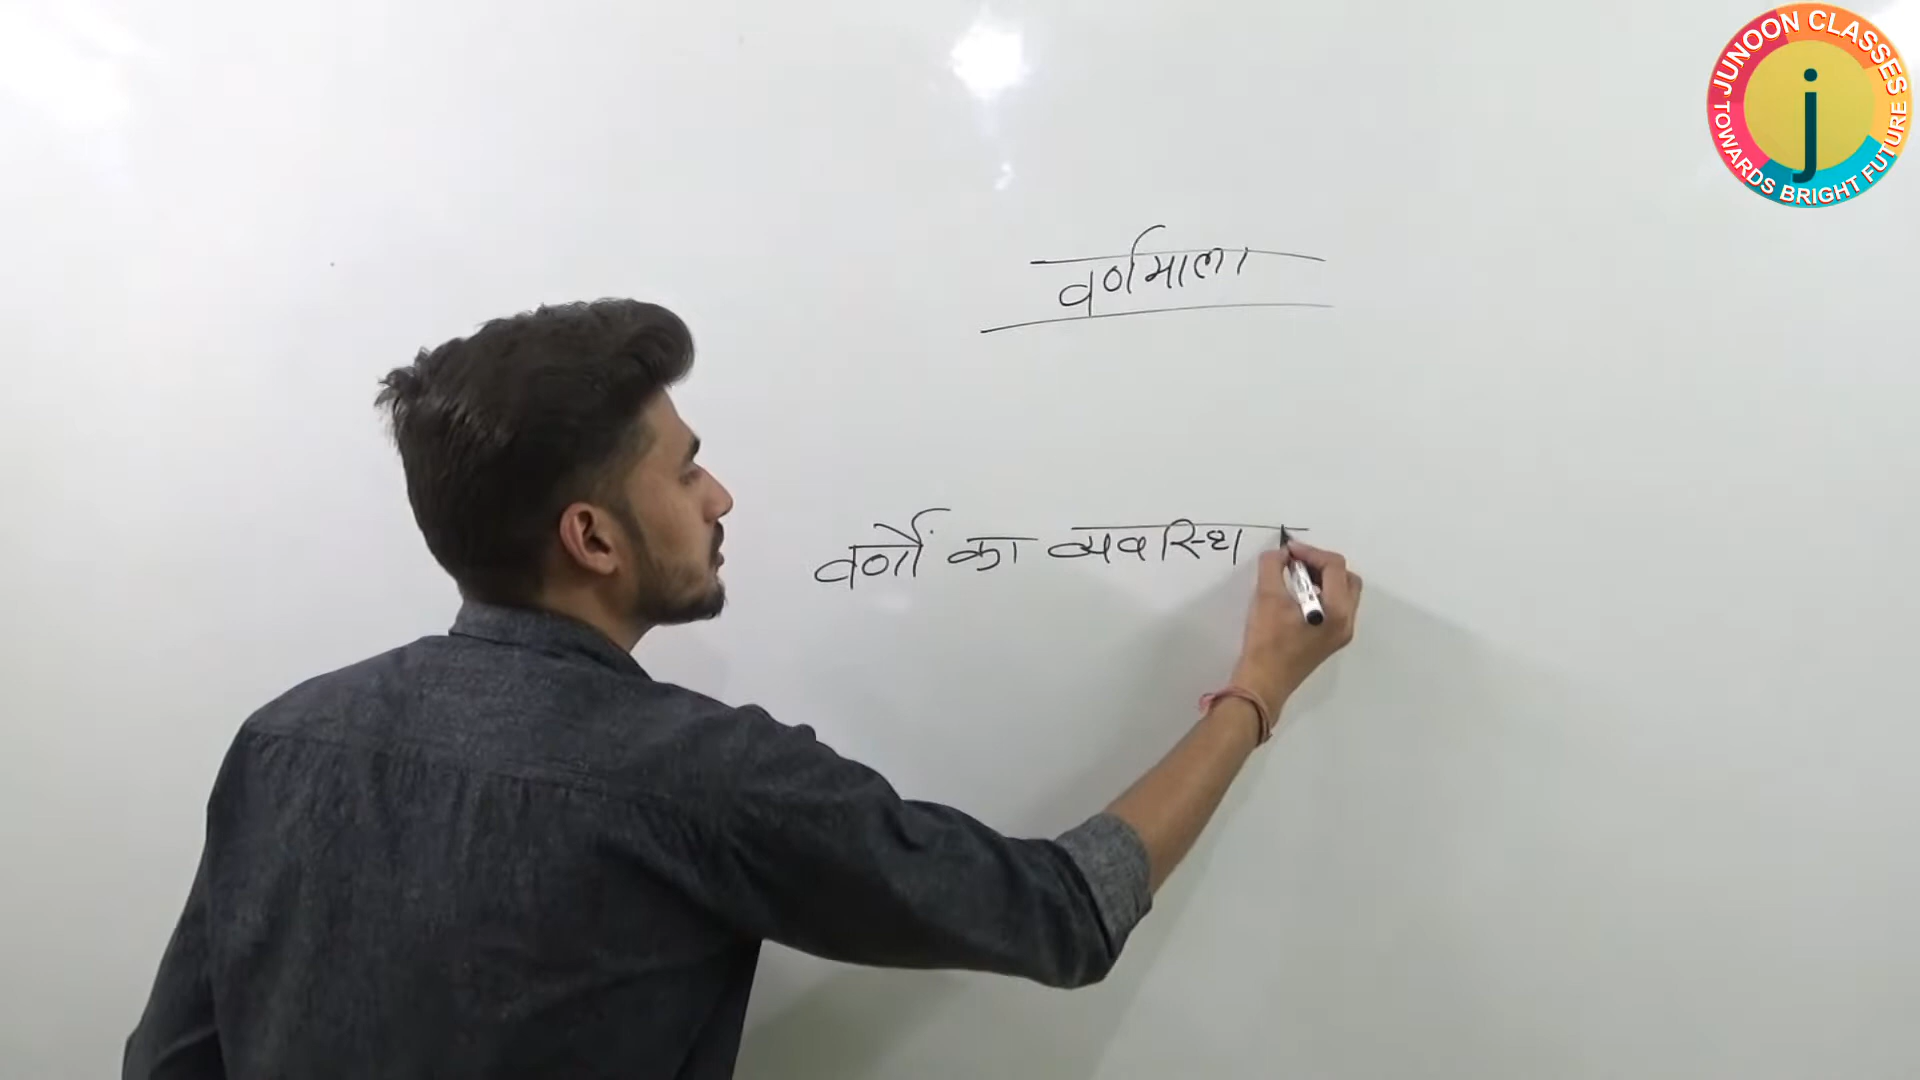 JUNOON CLASSES
TOWARDS BRIGHT FUTURE
j
वर्णमाला
वर्णों का व्यवस्थि